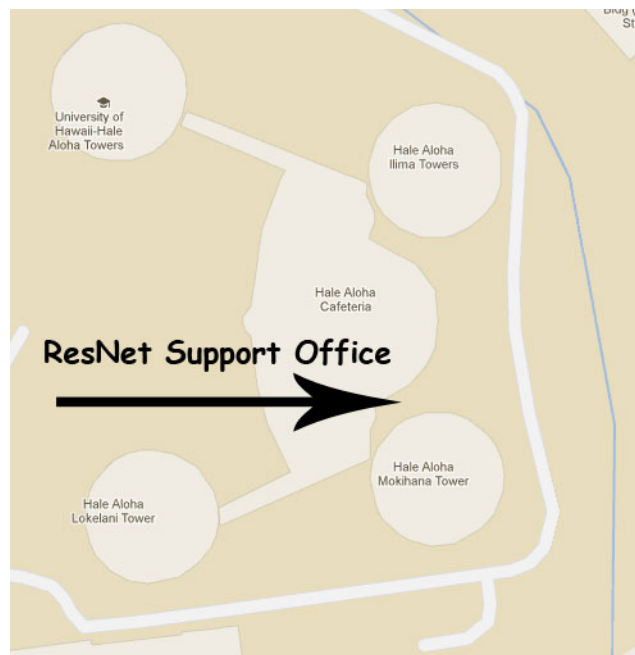 St
University of
Hawaii-Hale
Aloha Towers
Hale Aloha
Ilima Towers
Hale Aloha
Cafeteria
ResNet Support Office
Hale Aloha
Mokihana Tower
Hale Aloha
Lokelani Tower